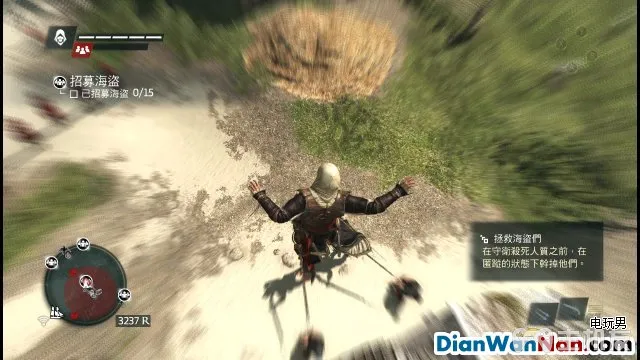 招募海盜
已招募海盜 0/15
拯救海盜們
在守衛殺死人質之前，在
匿蹤的狀態下幹掉他們。
3237 R
电玩男
DianWanNan.com